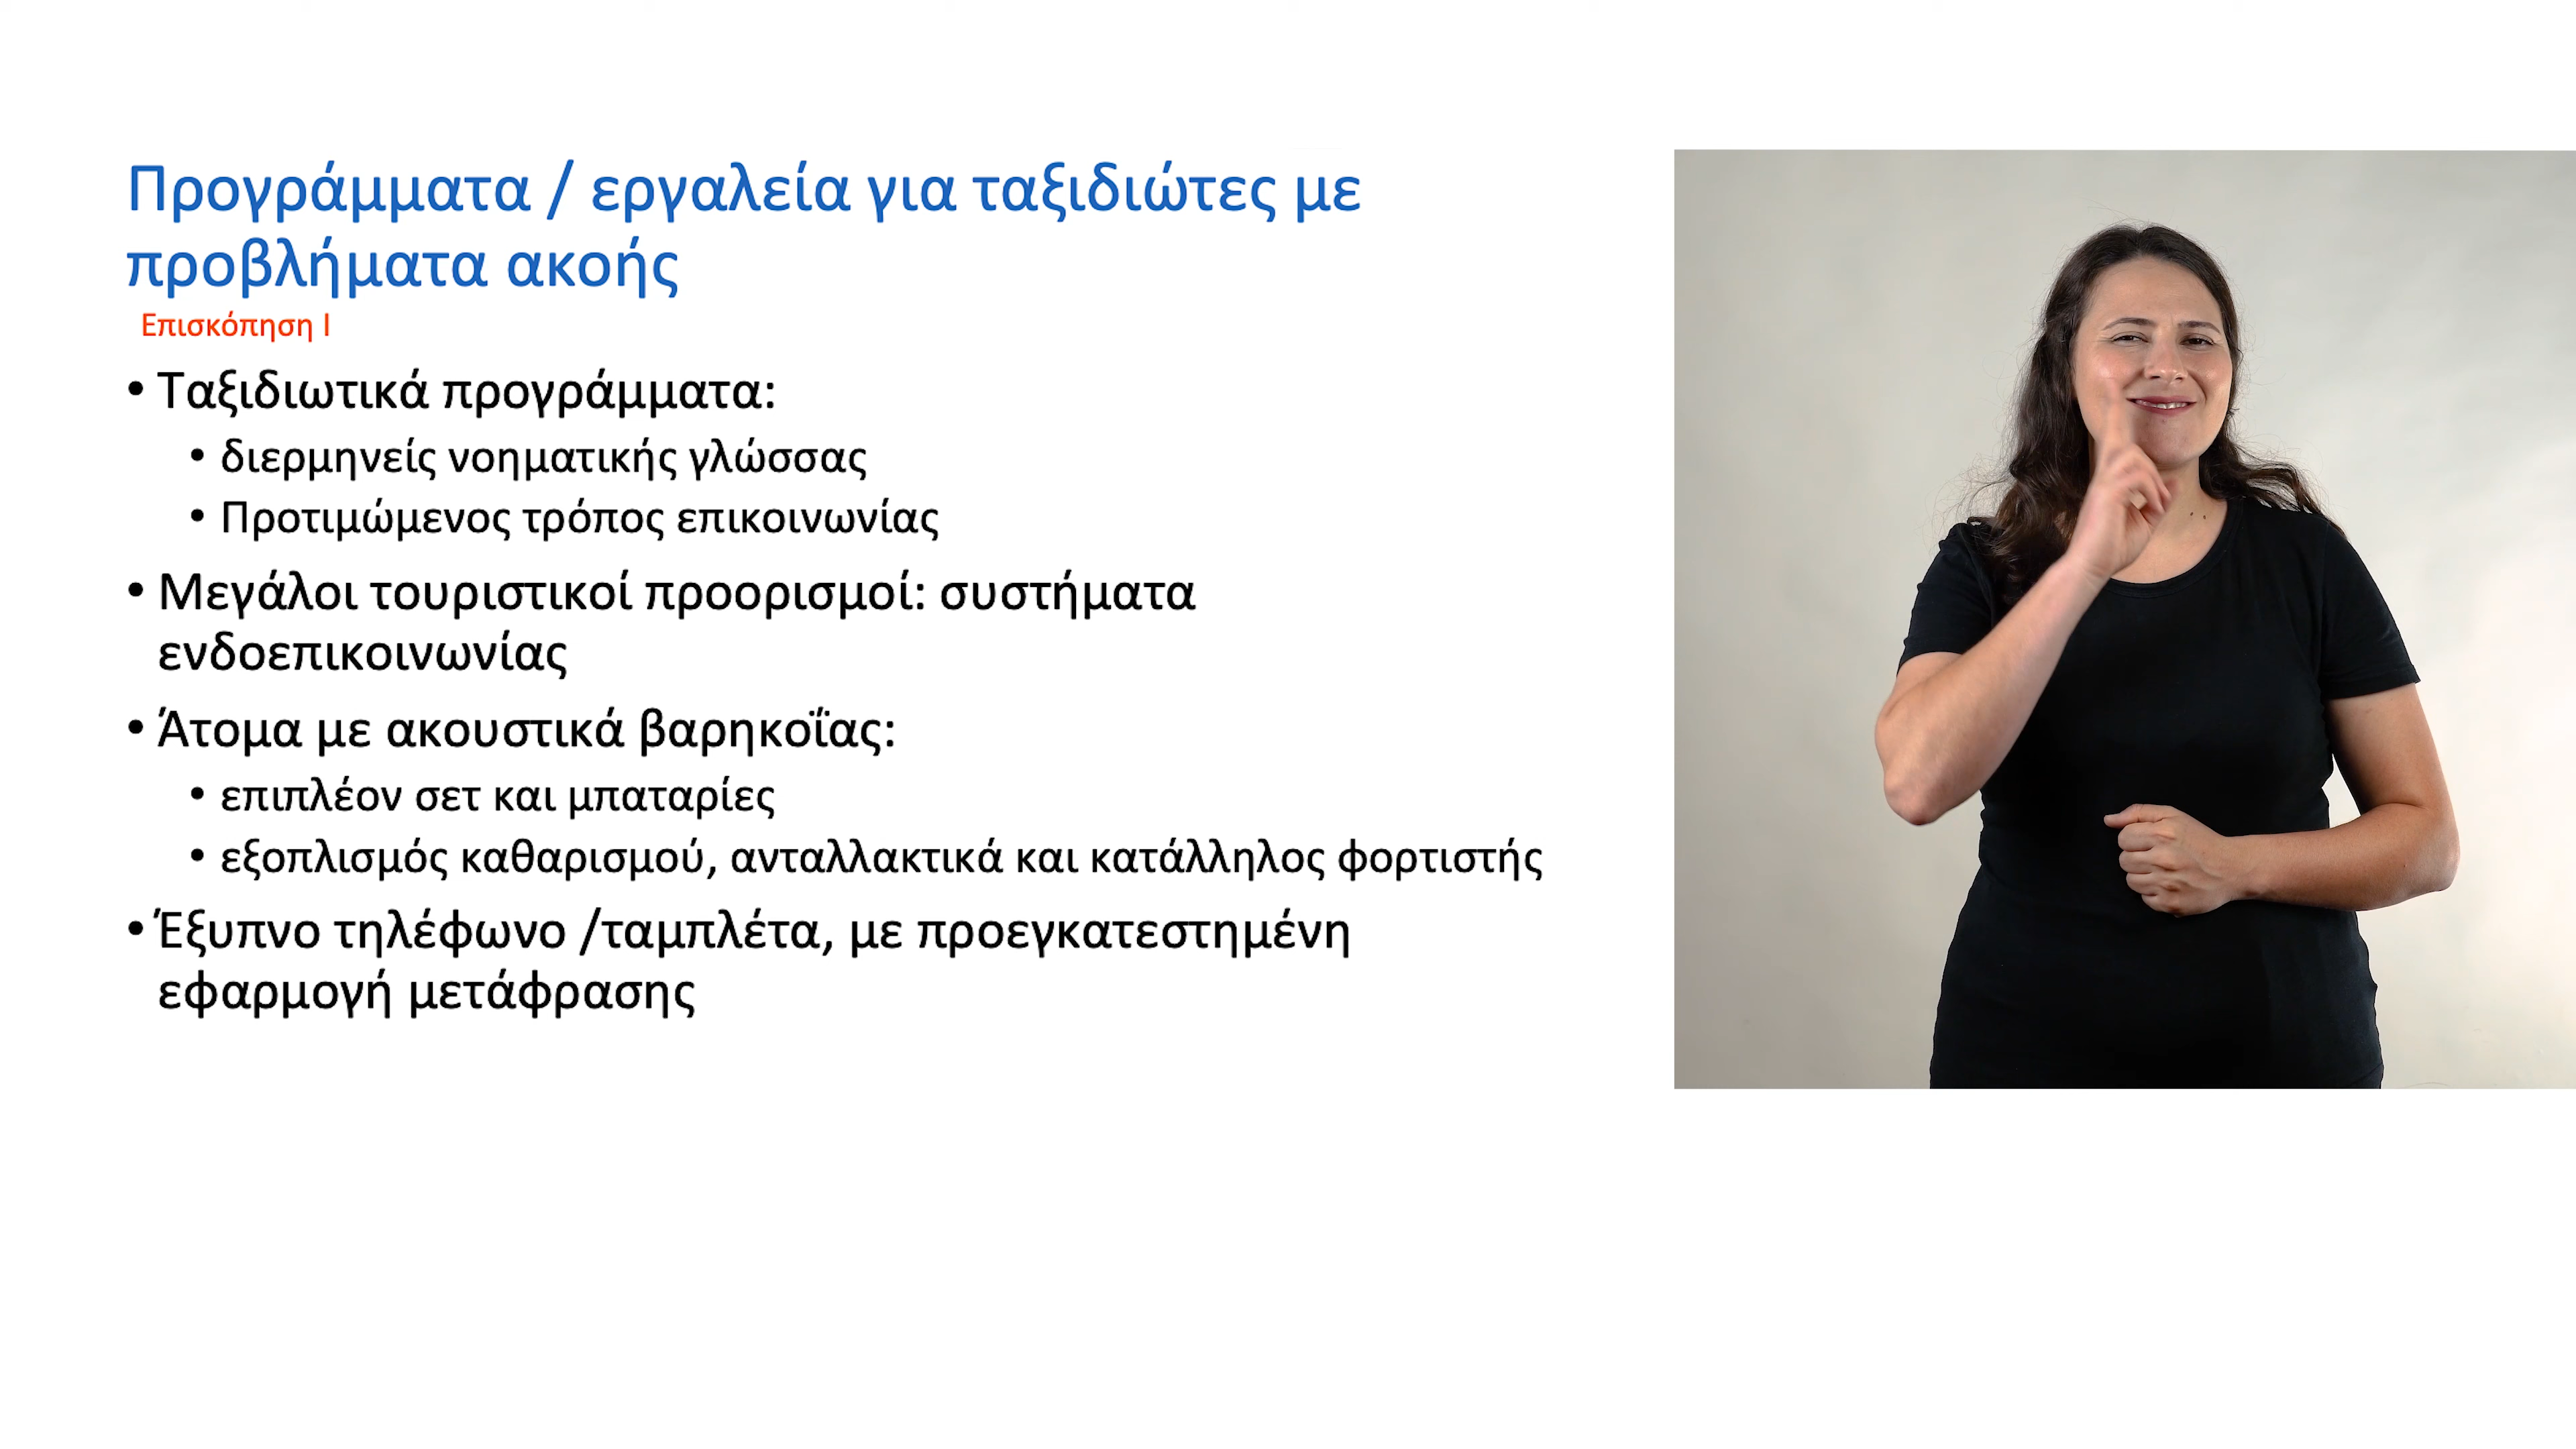 Προγράμματα / εργαλεία για ταξιδιώτες με
προβλήματα ακοής
Επισκόπηση Ι
• Ταξιδιωτικά προγράμματα:
• διερμηνείς νοηματικής γλώσσας
• Προτιμώμενος τρόπος επικοινωνίας
• Μεγάλοι τουριστικοί προορισμοί: συστήματα
ενδοεπικοινωνίας
• Άτομα με ακουστικά βαρηκοΐας:
• επιπλέον σετ και μπαταρίες
• εξοπλισμός καθαρισμού, ανταλλακτικά και κατάλληλος φορτιστής
• Έξυπνο τηλέφωνο /ταμπλέτα, με προεγκατεστημένη
εφαρμογή μετάφρασης